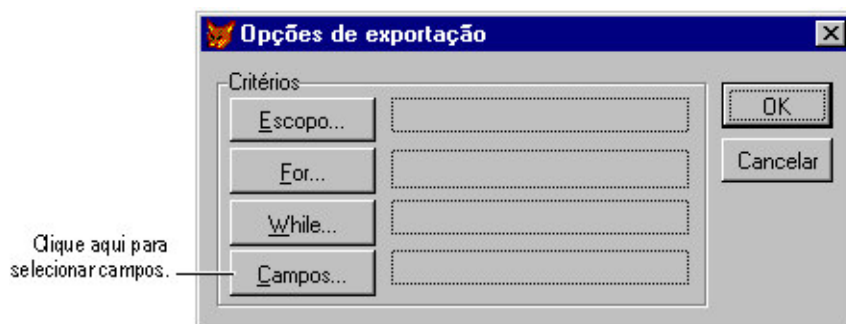 Opções de exportação
Critérios
Escopo...
OK
For...
Cancelar
While...
Clique aqui para
selecionar campos.
Campos...